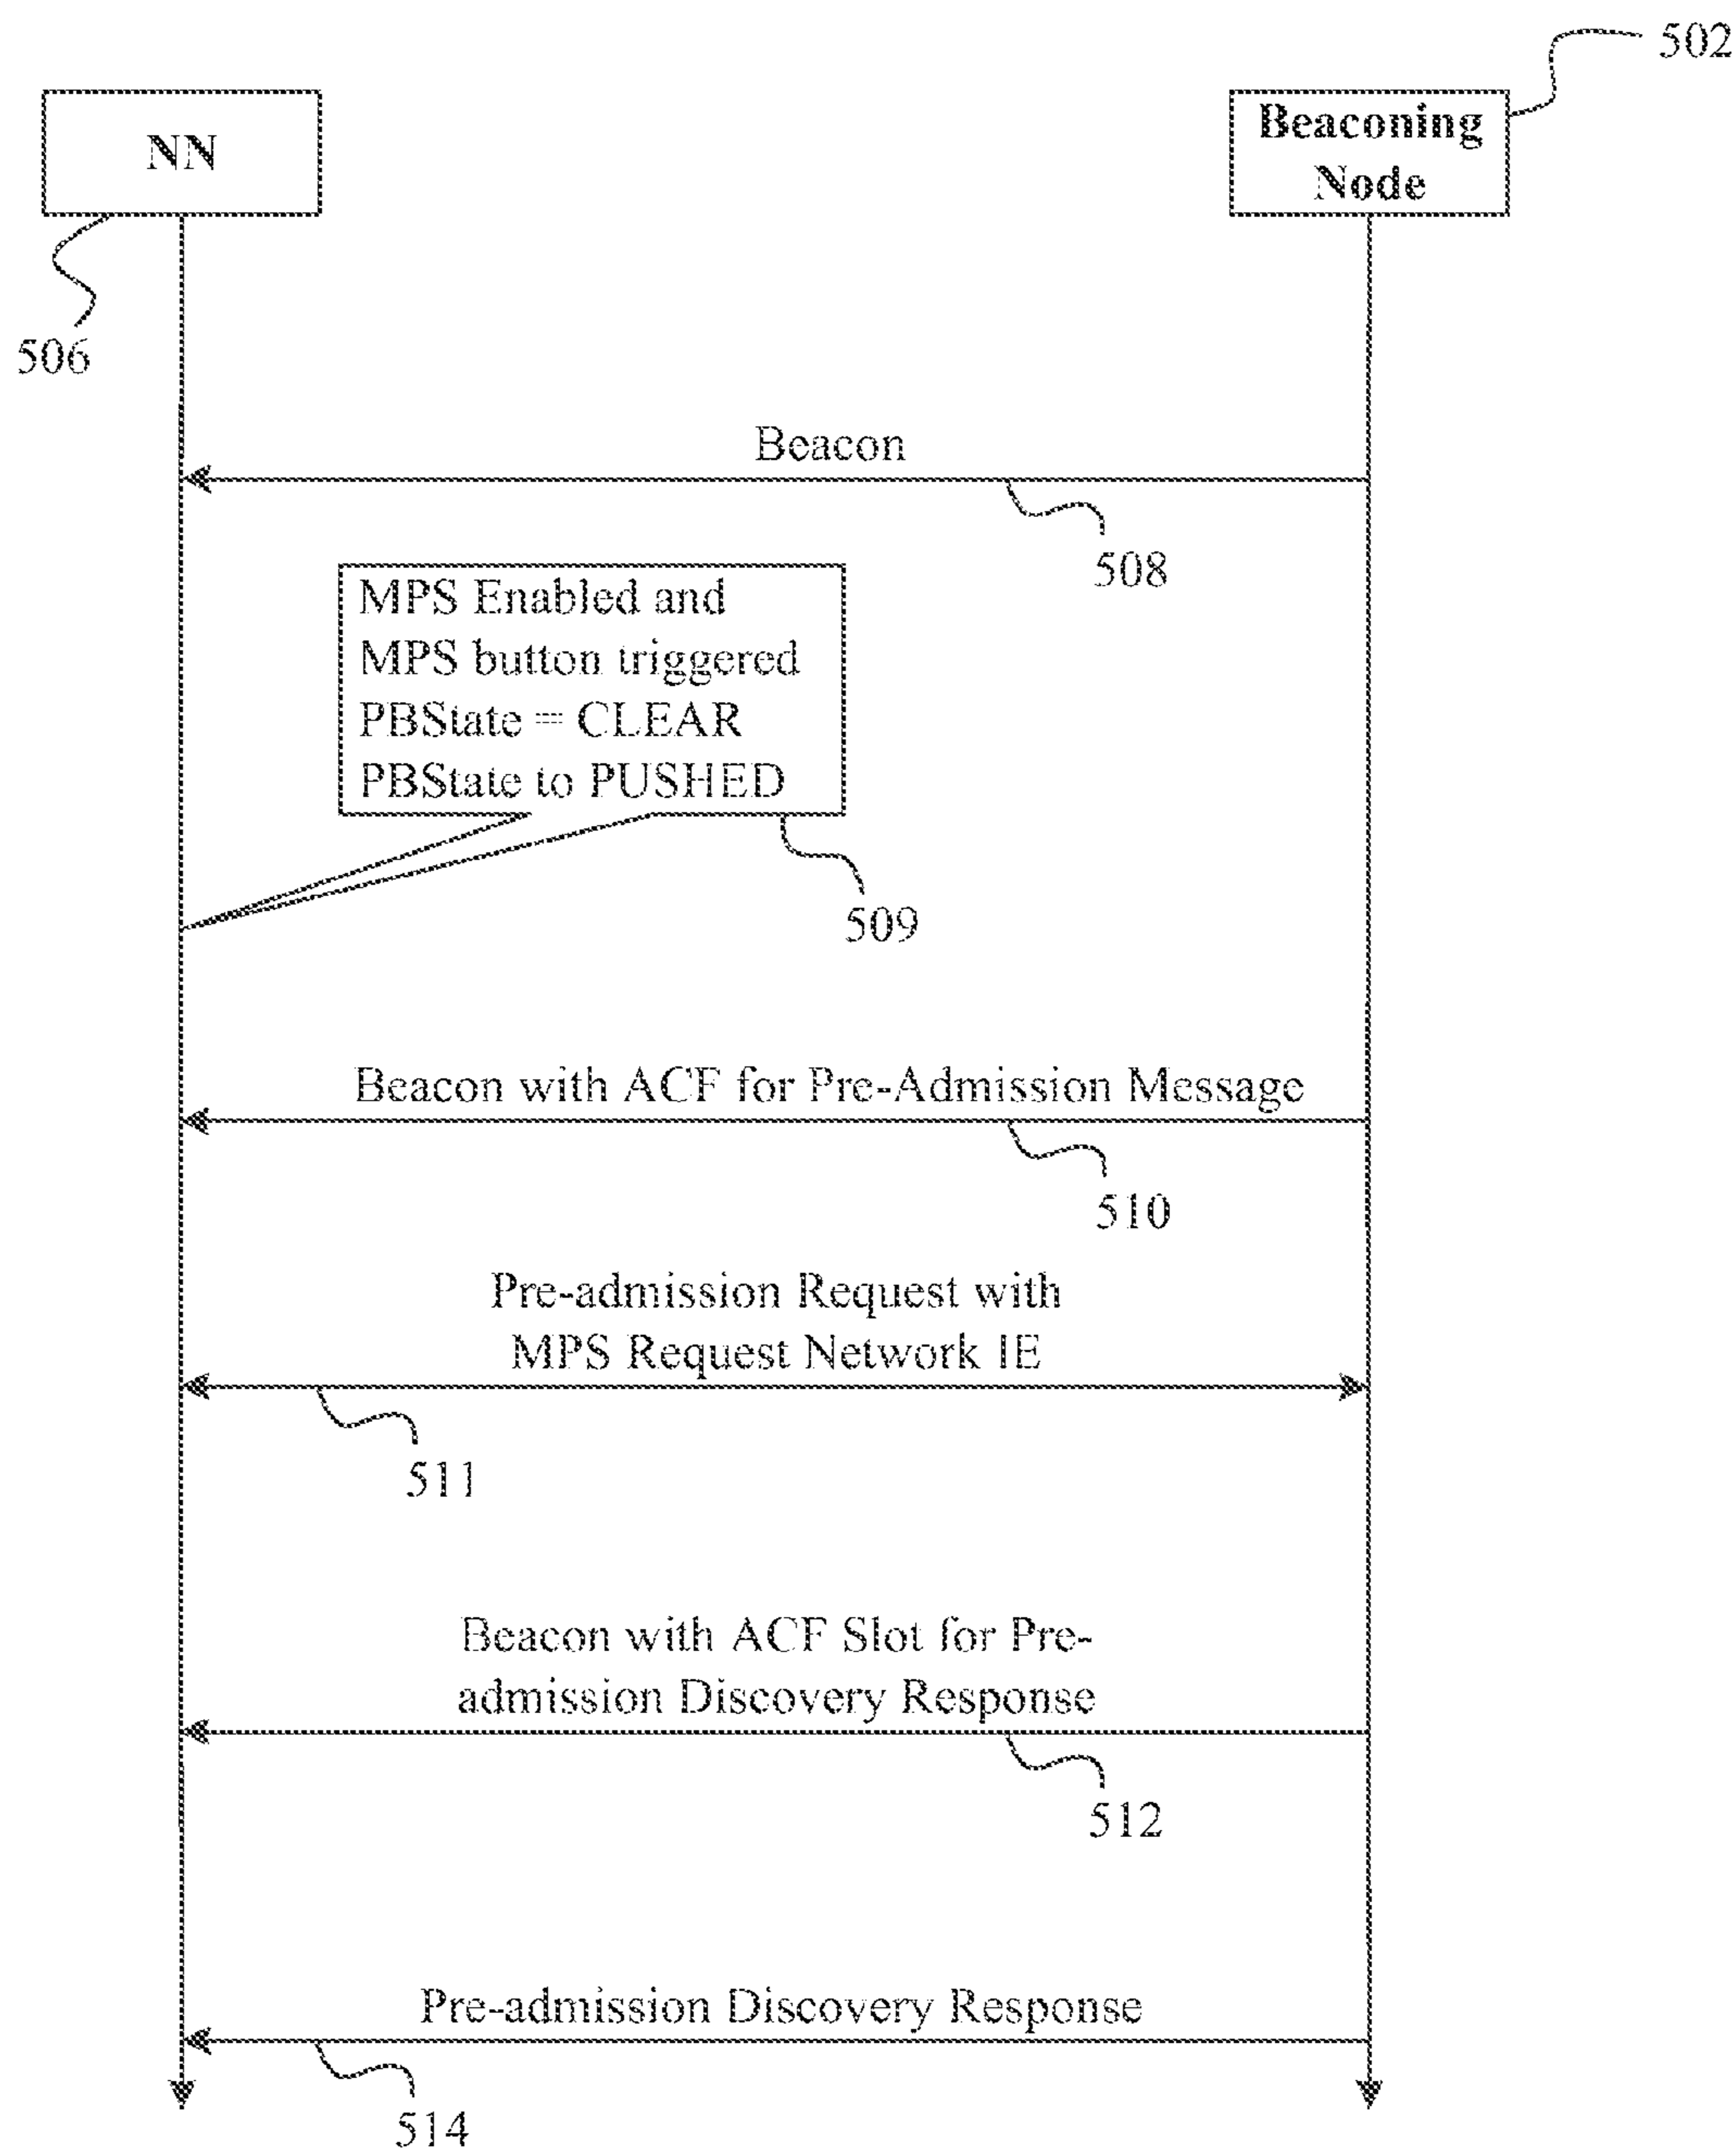 502
NN
Beaconing
Node
506
Beacon
508
MPS Enabled and
MPS button triggered
PBState = CLEAR
PBState to PUSHED
509
Beacon with ACF for Pre-Admission Message
510
Pre-admission Request with
MPS Request Network IE
511
Beacon with ACF Slot for Pre-
admission Discovery Response
512
Pre-admission Discovery Response
514